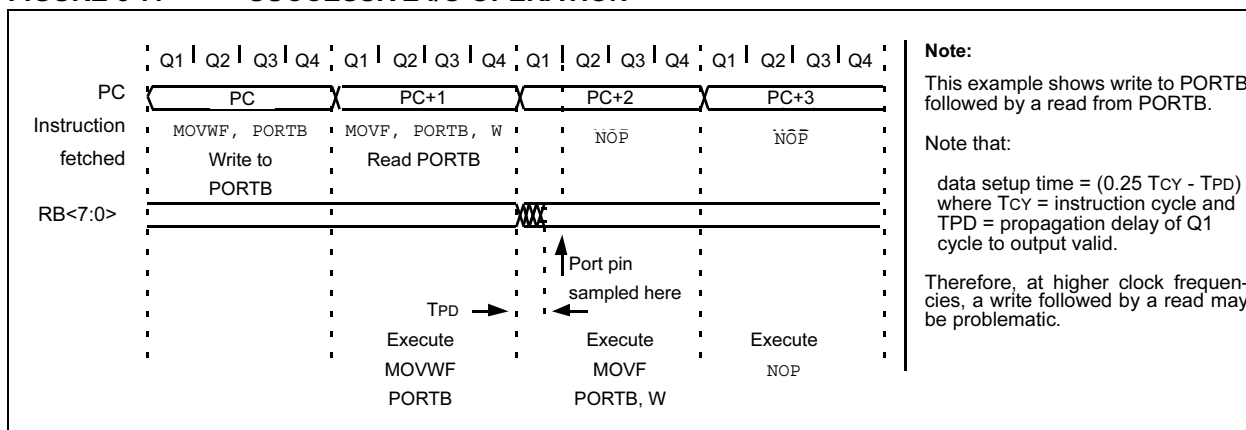 Q1 Q2 Q3 Q4 Q1 Q2 Q3 Q4 Q1 Q2 Q3 Q4 Q1 Q2 Q3 Q4
PC PC PC+1 PC+2 PC+3
Instruction
fetched
MOVWF, PORTB
Write to
PORTB
MOVF, PORTB, W
Read PORTB
NOP
NOP
RB<7:0>
Port pin
sampled here
TPD
Execute
MOVWF
PORTB
Execute
MOVF
PORTB, W
Execute
NOP
Note:
This example shows write to PORTB
followed by a read from PORTB.
Note that:
data setup time = (0.25 TCY - TPD)
where TCY = instruction cycle and
TPD = propagation delay of Q1
cycle to output valid.
Therefore, at higher clock frequen-
cies, a write followed by a read may
be problematic.